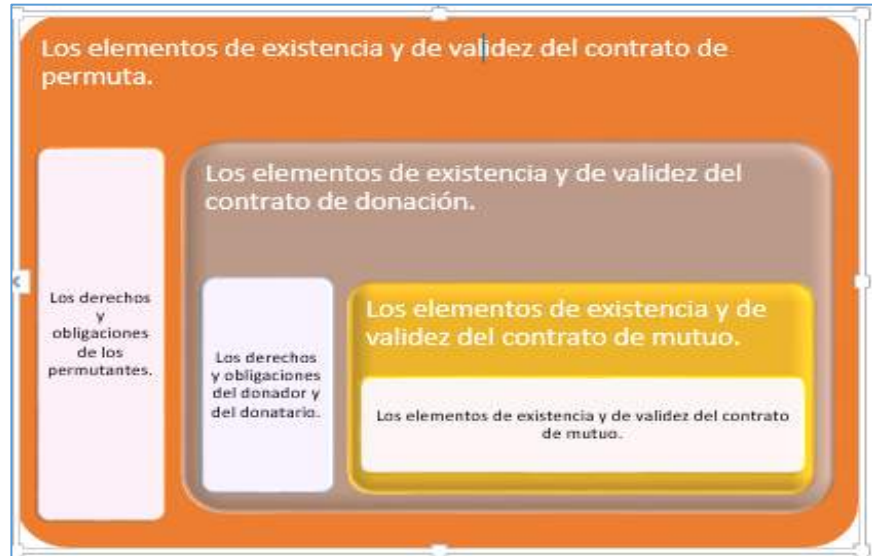 Los elementos de existencia y de validez del contrato de
permuta.
Los derechos
y
obligaciones
de los
permutantes.
Los elementos de existencia y de validez del
contrato de donación.
Los derechos
y obligaciones
del donador y
del donatario.
Los elementos de existencia y de
validez del contrato de mutuo.
Los elementos de existencia y de validez del contrato
de mutuo.